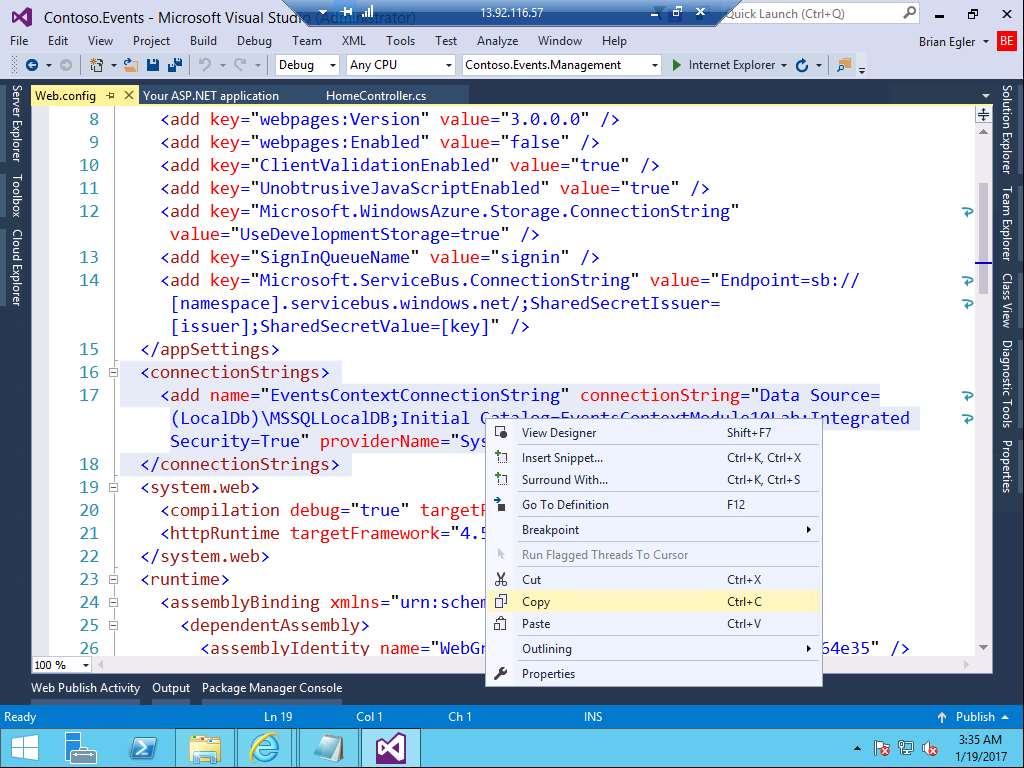 Contoso.Events - Microsoft Visual Studio (Administrator)
13.92.116.57
Quick Launch (Ctrl+Q)
File Edit View Project Build Debug Team XML Tools Test Analyze Window Help
Brian Egler BE
Debug Any CPU Contoso.Events.Management Internet Explorer
Server Explorer
Toolbox
Cloud Explorer
Web.config Your ASP.NET application HomeController.cs
8 <add key="webpages:Version" value="3.0.0.0" />
9 <add key="webpages:Enabled" value="false" />
10 <add key="ClientValidationEnabled" value="true" />
11 <add key="UnobtrusiveJavaScriptEnabled" value="true" />
12 <add key="Microsoft.WindowsAzure.Storage.ConnectionString"
value="UseDevelopmentStorage=true" />
13 <add key="SignInQueueName" value="signin" />
14 <add key="Microsoft.ServiceBus.ConnectionString" value="Endpoint=sb://
[namespace].servicebus.windows.net/;SharedSecretIssuer=
[issuer];SharedSecretValue=[key]" />
15 </appSettings>
16 <connectionStrings>
17 <add name="EventsContextConnectionString" connectionString="Data Source=
(LocalDb)\MSSQLLocalDB;Initial Catalog=EventsContextModule10Lab;Integrated
Security=True" providerName="Sys
18 </connectionStrings>
19 <system.web>
20 <compilation debug="true" targetF
21 <httpRuntime targetFramework="4.5
22 </system.web>
23 <runtime>
24 <assemblyBinding xmlns="urn:schem
25 <dependentAssembly>
26 <assemblyIdentity name="WebGr 64e35" />
View Designer Shift+F7
Insert Snippet... Ctrl+K, Ctrl+X
Surround With... Ctrl+K, Ctrl+S
Go To Definition F12
Breakpoint
Run Flagged Threads To Cursor
Cut Ctrl+X
Copy Ctrl+C
Paste Ctrl+V
Outlining
Properties
Solution Explorer
Team Explorer
Class View
Diagnostic Tools
Properties
100 %
Web Publish Activity Output Package Manager Console
Ready Ln 19 Col 1 Ch 1 INS Publish
3:35 AM
1/19/2017